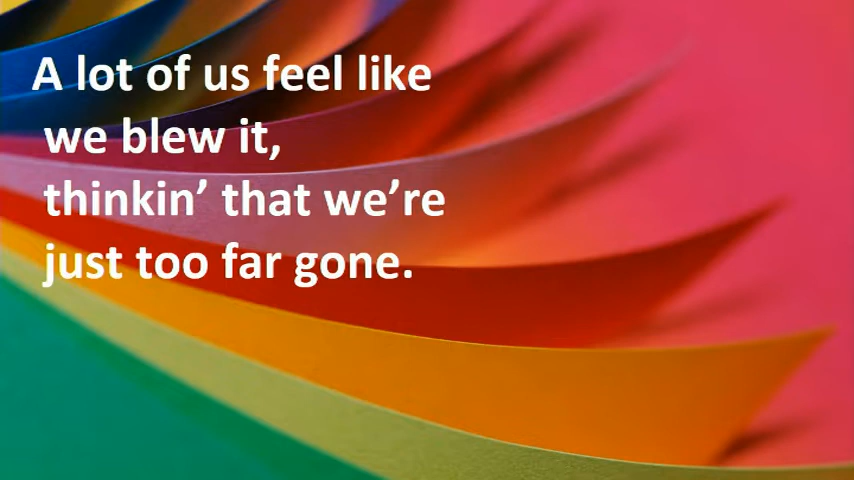 A lot of us feel like
we blew it,
thinkin’ that we’re
just too far gone.